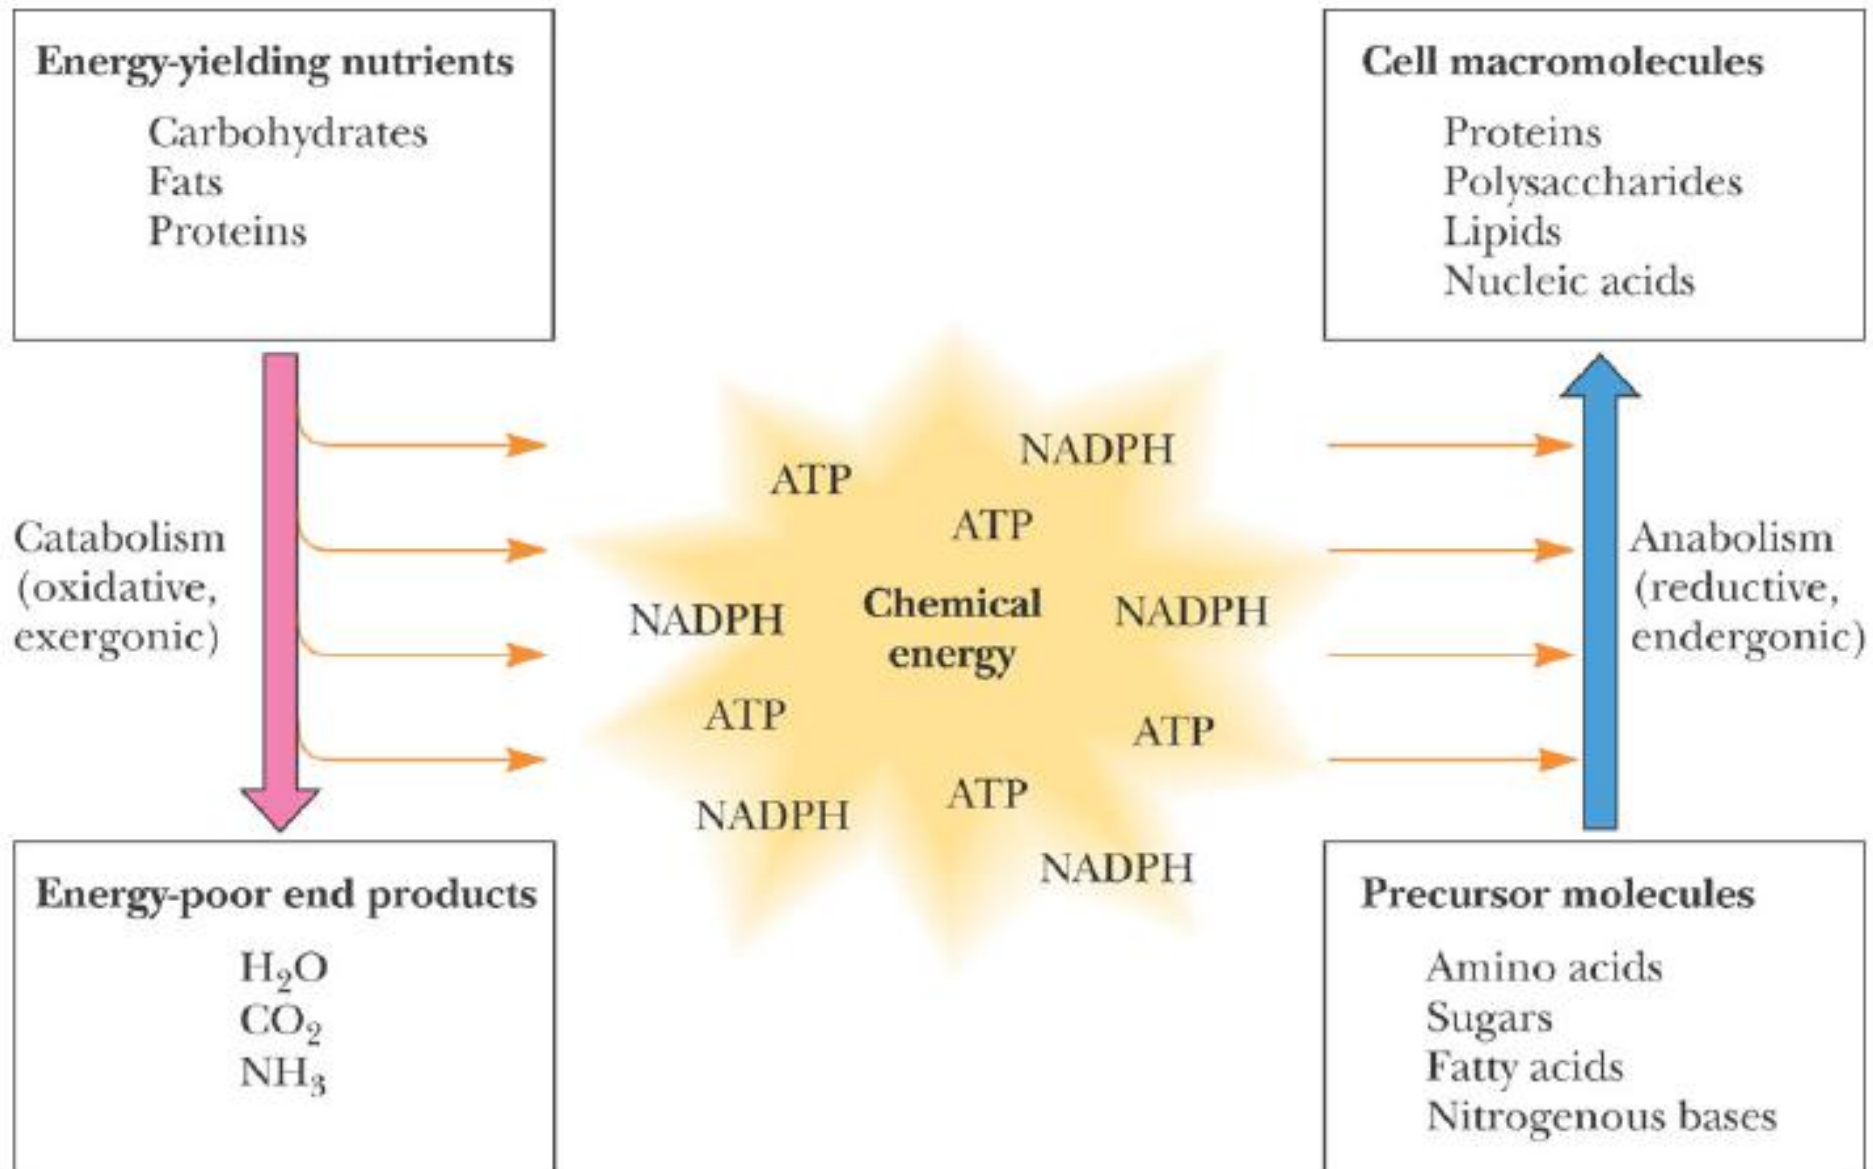 Energy-yielding nutrients
Carbohydrates
Fats
Proteins
Cell macromolecules
Proteins
Polysaccharides
Lipids
Nucleic acids
Catabolism
(oxidative,
exergonic)
ATP
NADPH
ATP
NADPH
Chemical
energy
NADPH
ATP
ATP
NADPH
ATP
NADPH
Anabolism
(reductive,
endergonic)
Energy-poor end products
H₂O
CO₂
NH₃
Precursor molecules
Amino acids
Sugars
Fatty acids
Nitrogenous bases